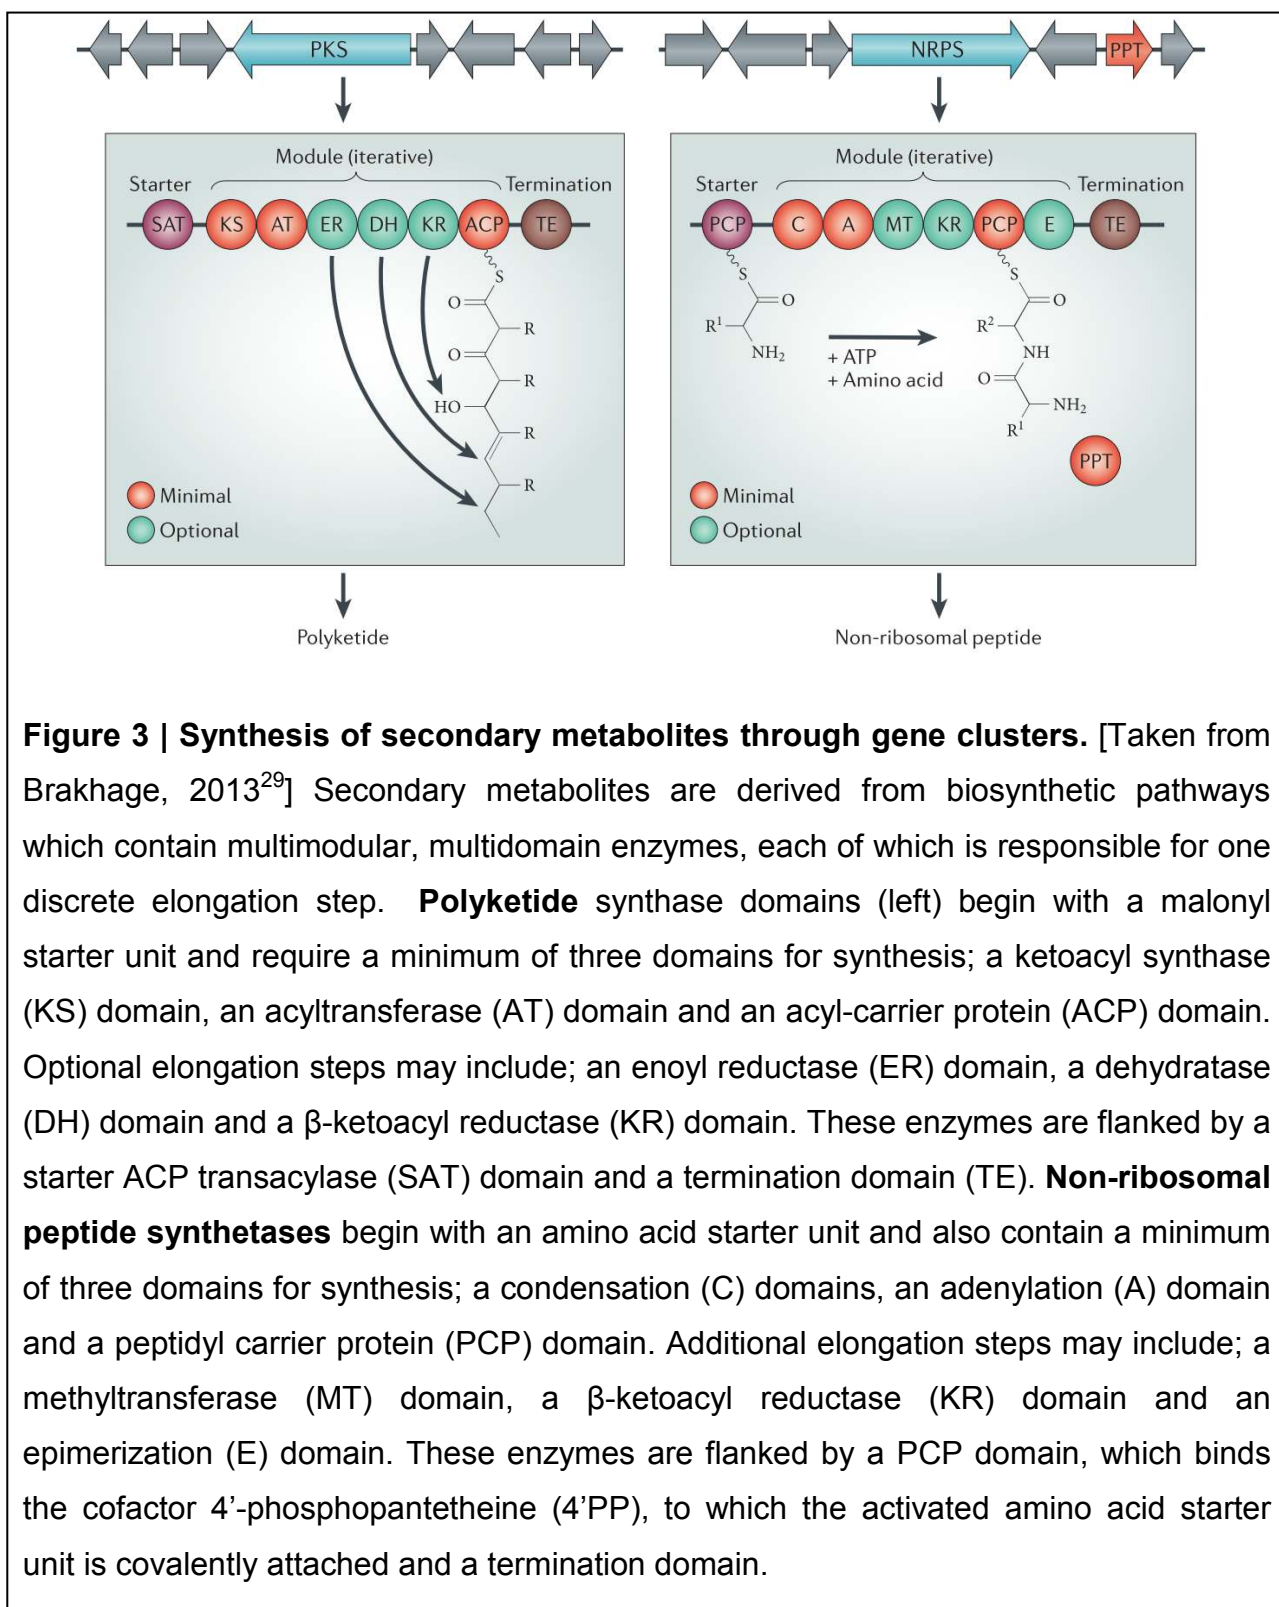 PKS
NRPS
PPT
Module (iterative)
Starter
Termination
SAT
KS
AT
ER
DH
KR
ACP
TE
S
O
R
O
R
HO
R
R
Minimal
Optional
Polyketide
Module (iterative)
Starter
Termination
PCP
C
A
MT
KR
PCP
E
TE
S
O
R1
NH2
+ ATP
+ Amino acid
S
O
R2
NH
O
NH2
R1
PPT
Minimal
Optional
Non-ribosomal peptide
Figure 3 | Synthesis of secondary metabolites through gene clusters. [Taken from
Brakhage, 201329] Secondary metabolites are derived from biosynthetic pathways
which contain multimodular, multidomain enzymes, each of which is responsible for one
discrete elongation step. Polyketide synthase domains (left) begin with a malonyl
starter unit and require a minimum of three domains for synthesis; a ketoacyl synthase
(KS) domain, an acyltransferase (AT) domain and an acyl-carrier protein (ACP) domain.
Optional elongation steps may include; an enoyl reductase (ER) domain, a dehydratase
(DH) domain and a β-ketoacyl reductase (KR) domain. These enzymes are flanked by a
starter ACP transacylase (SAT) domain and a termination domain (TE). Non-ribosomal
peptide synthetases begin with an amino acid starter unit and also contain a minimum
of three domains for synthesis; a condensation (C) domains, an adenylation (A) domain
and a peptidyl carrier protein (PCP) domain. Additional elongation steps may include; a
methyltransferase (MT) domain, a β-ketoacyl reductase (KR) domain and an
epimerization (E) domain. These enzymes are flanked by a PCP domain, which binds
the cofactor 4’-phosphopantetheine (4’PP), to which the activated amino acid starter
unit is covalently attached and a termination domain.